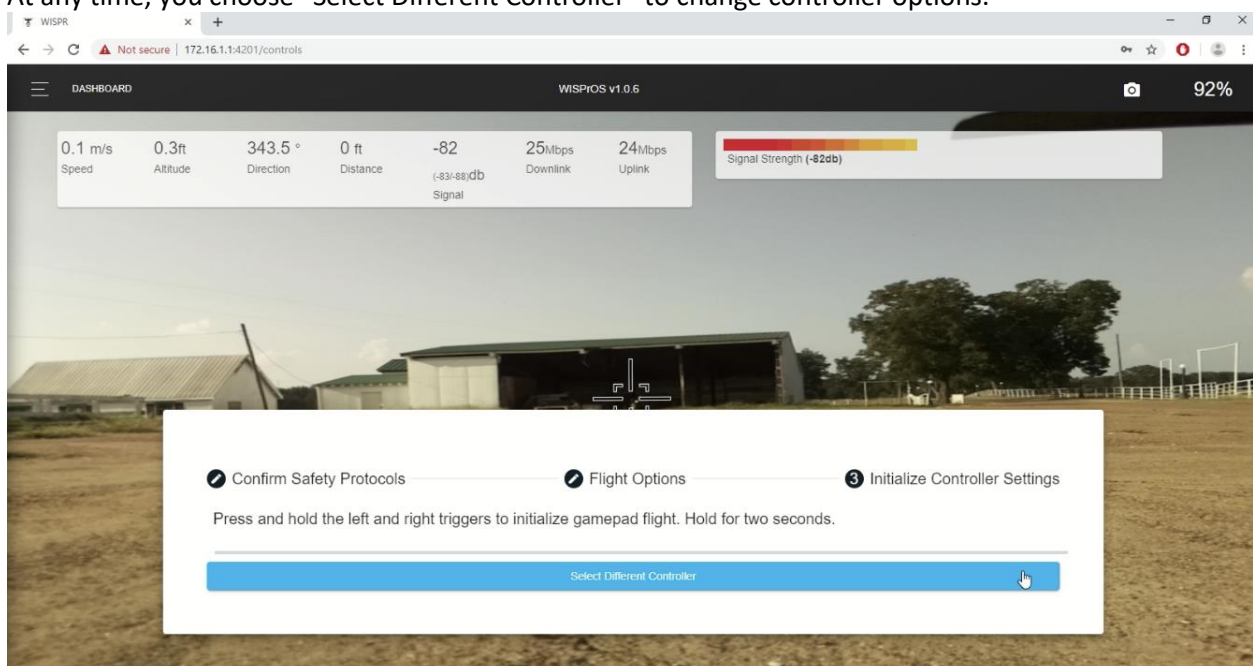 At any time, you choose "Select Different Controller" to change controller options.
WISPR
Not secure | 172.16.1.1:4201/controls
DASHBOARD WISPrOS v1.0.6 92%
0.1 m/s 0.3ft 343.5 ° 0 ft -82 25Mbps 24Mbps
Speed Altitude Direction Distance (-83/-88)db Downlink Uplink
Signal
Signal Strength (-82db)
Confirm Safety Protocols Flight Options 3 Initialize Controller Settings
Press and hold the left and right triggers to initialize gamepad flight. Hold for two seconds.
Select Different Controller